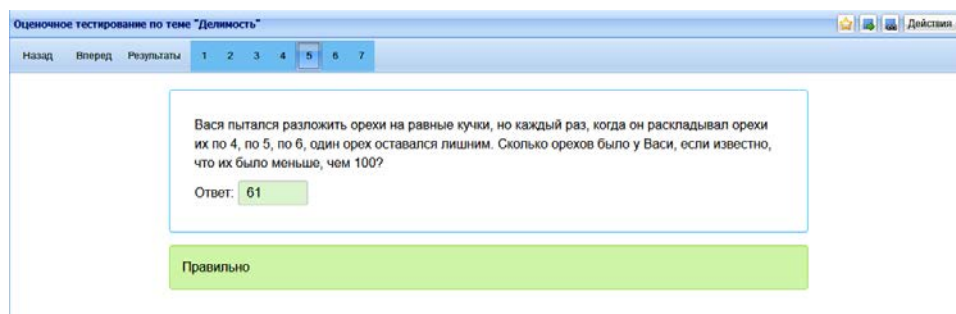 Оценочное тестирование по теме "Делимость"
Действия
Назад Вперед Результаты 1 2 3 4 5 6 7
Вася пытался разложить орехи на равные кучки, но каждый раз, когда он раскладывал орехи
их по 4, по 5, по 6, один орех оставался лишним. Сколько орехов было у Васи, если известно,
что их было меньше, чем 100?
Ответ: 61
Правильно